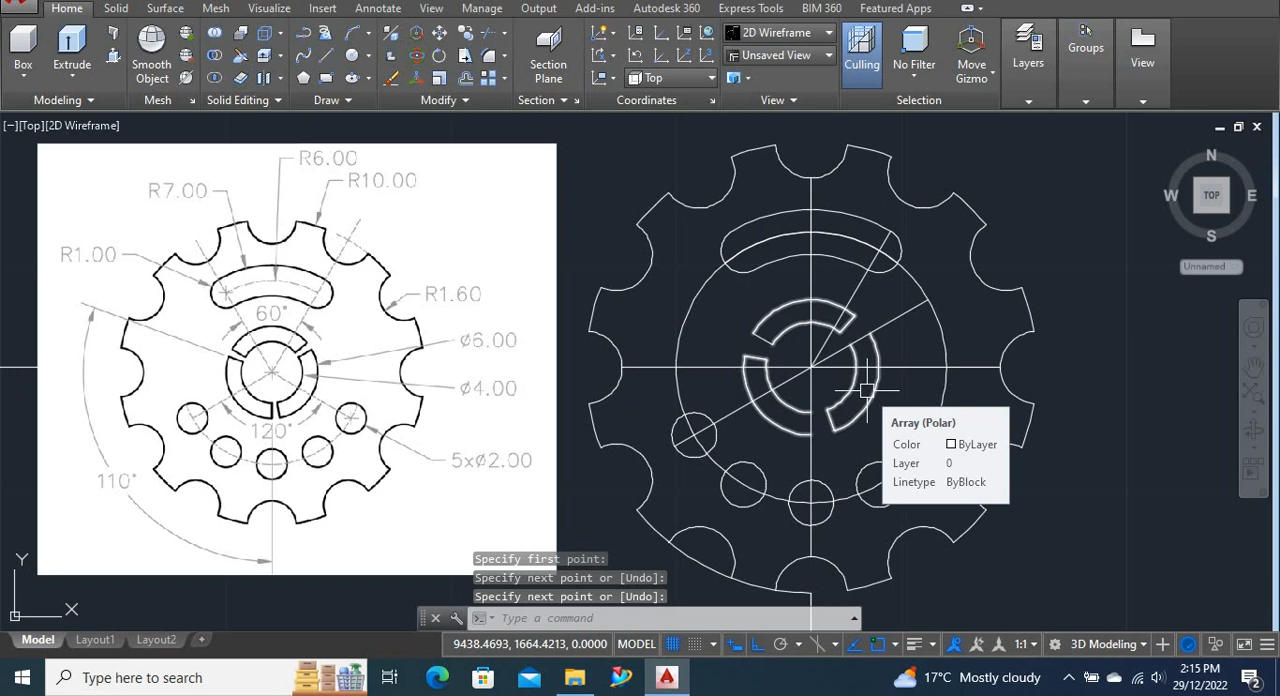 Home Insert Annotate View Manage Output Add-ins Autodesk 360 Express Tools BIM 360 Featured Apps Surface Mesh Visualize
Box Extrude Smooth Object Section Plane Culling No Filter Move Gizmo Layers Groups View
2D Wireframe
Unsaved View
Top
Modeling Mesh Solid Editing Draw Modify Section Coordinates View Selection
[−][Top][2D Wireframe]
R6.00
R7.00
R10.00
R1.00
R1.60
60°
ø6.00
ø4.00
120°
5xø2.00
110°
N
W TOP E
S
Unnamed
Array (Polar)
Color ByLayer
Layer 0
Linetype ByBlock
Y
X
Specify first point:
Specify next point or [Undo]:
Specify next point or [Undo]:
Type a command
Model Layout1 Layout2 +
9438.4693, 1664.4213, 0.0000 MODEL 1:1 3D Modeling
Type here to search
17°C Mostly cloudy
2:15 PM
29/12/2022
2